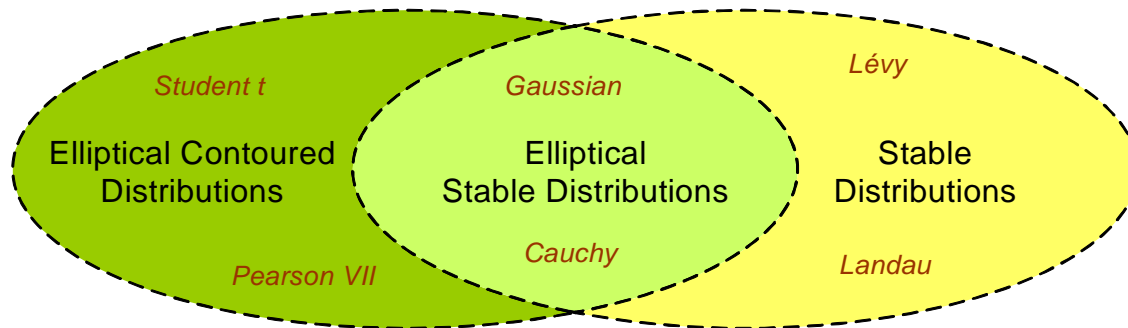 Student t
Gaussian
Lévy
Elliptical Contoured
Distributions
Elliptical
Stable Distributions
Stable
Distributions
Pearson VII
Cauchy
Landau